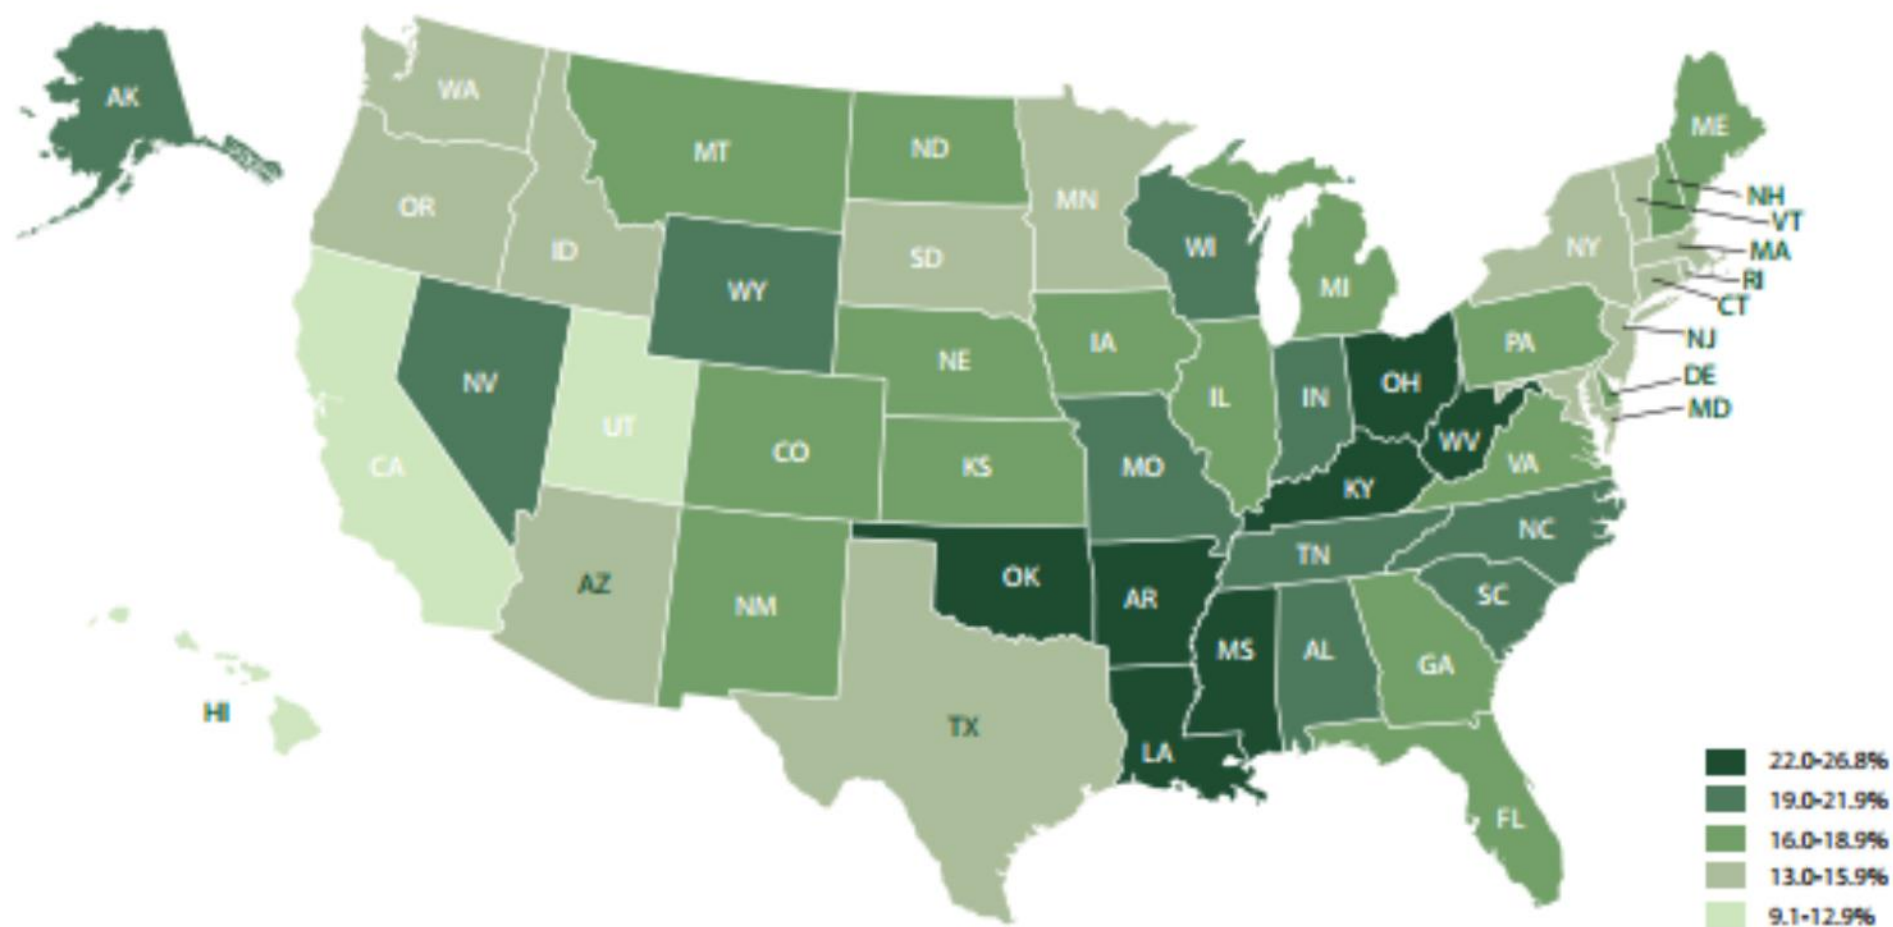 AK
WA
MT
ND
ME
OR
ID
MN
NH
VT
SD
WI
NY
MA
WY
MI
RI
CT
NE
IA
PA
NJ
NV
IL
IN
OH
DE
UT
CO
KS
MO
WV
MD
CA
KY
VA
NC
TN
AZ
OK
AR
NM
SC
MS
AL
GA
HI
TX
LA
FL
22.0-26.8%
19.0-21.9%
16.0-18.9%
13.0-15.9%
9.1-12.9%